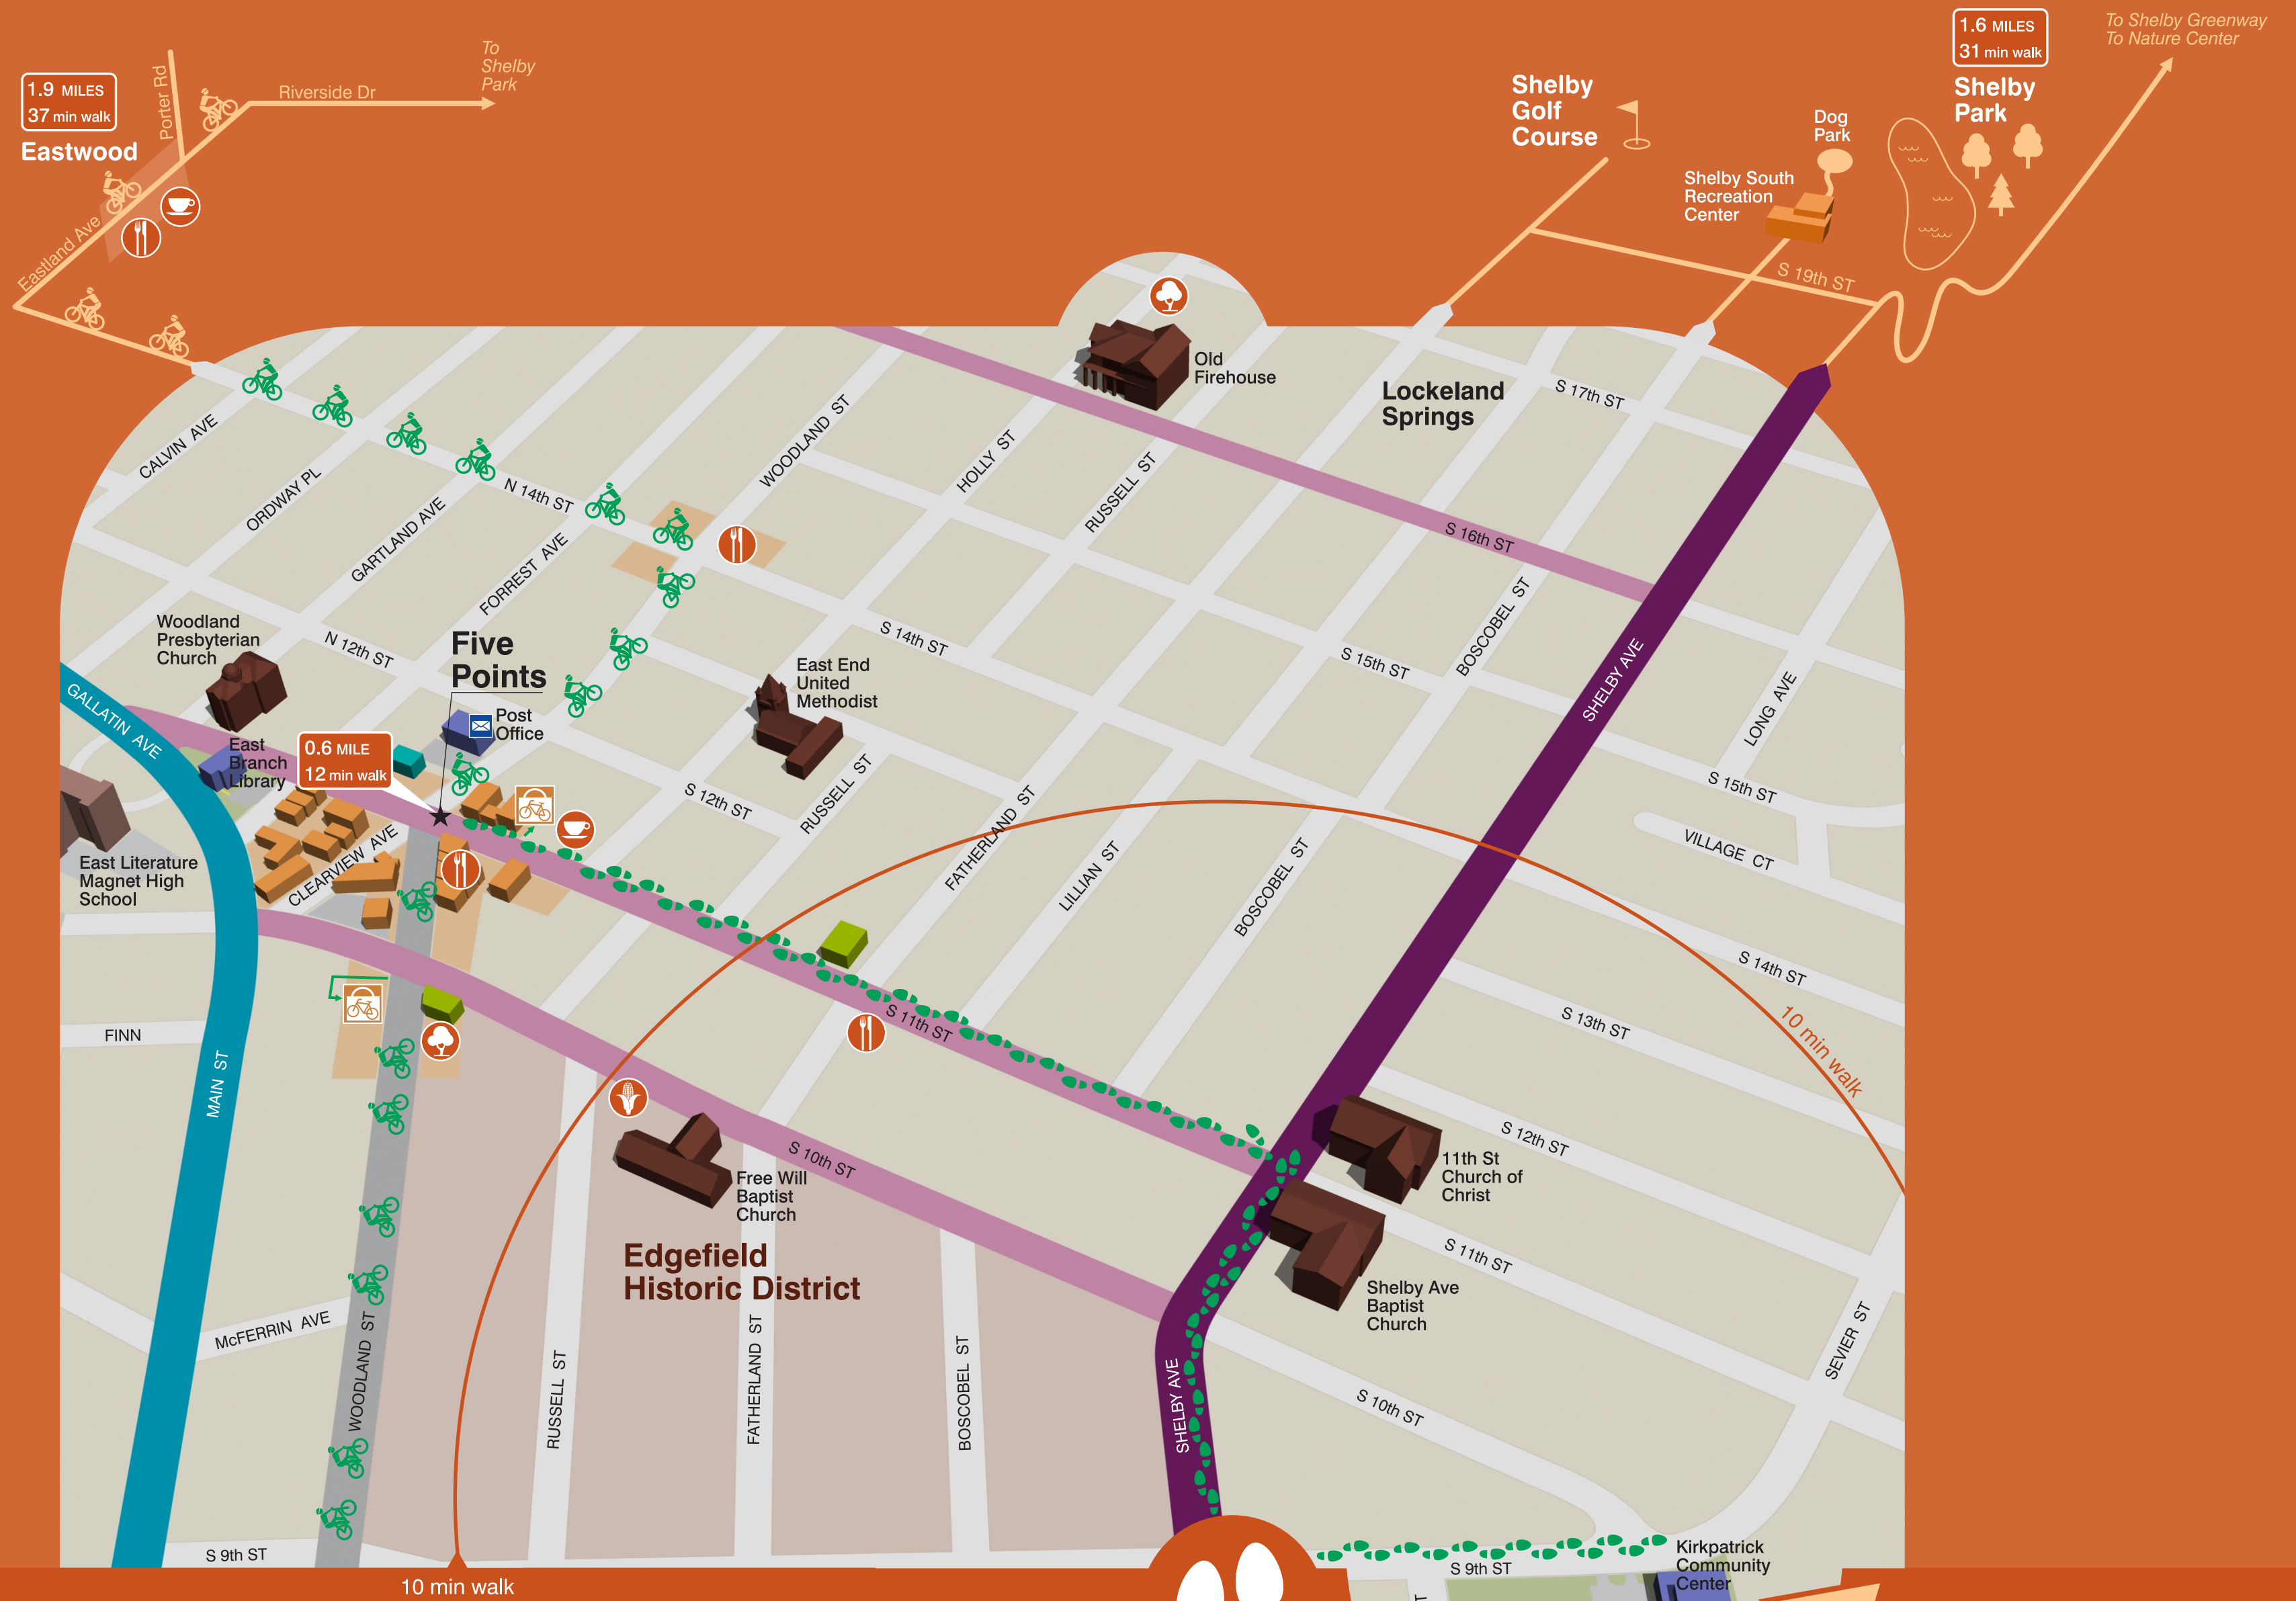 1.9 MILES
37 min walk
Eastwood
Porter Rd
Riverside Dr
To
Shelby
Park
Eastland Ave
Shelby
Golf
Course
Dog
Park
Shelby South
Recreation
Center
1.6 MILES
31 min walk
Shelby
Park
To Shelby Greenway
To Nature Center
S 19th ST
Old
Firehouse
Lockeland
Springs
S 17th ST
CALVIN AVE
ORDWAY PL
GARTLAND AVE
N 14th ST
FORREST AVE
WOODLAND ST
HOLLY ST
RUSSELL ST
S 16th ST
BOSCOBEL ST
SHELBY AVE
LONG AVE
Woodland
Presbyterian
Church
N 12th ST
Five
Points
Post
Office
S 14th ST
S 15th ST
East End
United
Methodist
GALLATIN AVE
East
Branch
Library
0.6 MILE
12 min walk
S 12th ST
RUSSELL ST
FATHERLAND ST
LILLIAN ST
BOSCOBEL ST
S 15th ST
VILLAGE CT
East Literature
Magnet High
School
CLEARVIEW AVE
S 14th ST
S 13th ST
10 min walk
S 11th ST
FINN
MAIN ST
S 10th ST
Free Will
Baptist
Church
S 12th ST
11th St
Church of
Christ
S 11th ST
Edgefield
Historic District
Shelby Ave
Baptist
Church
McFERRIN AVE
WOODLAND ST
RUSSELL ST
FATHERLAND ST
BOSCOBEL ST
SHELBY AVE
S 10th ST
SEVIER ST
S 9th ST
S 9th ST
Kirkpatrick
Community
Center
10 min walk